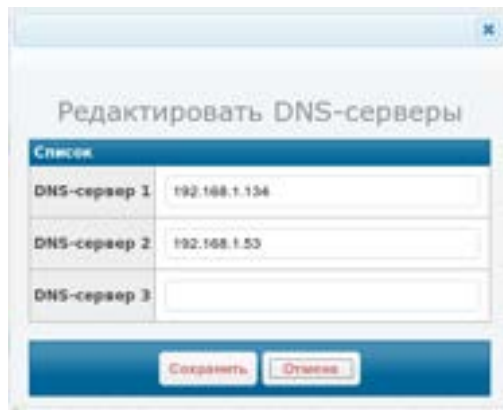 Редактировать DNS-серверы
Список
DNS-сервер 1 192.168.1.134
DNS-сервер 2 192.168.1.53
DNS-сервер 3
Сохранить Отмена